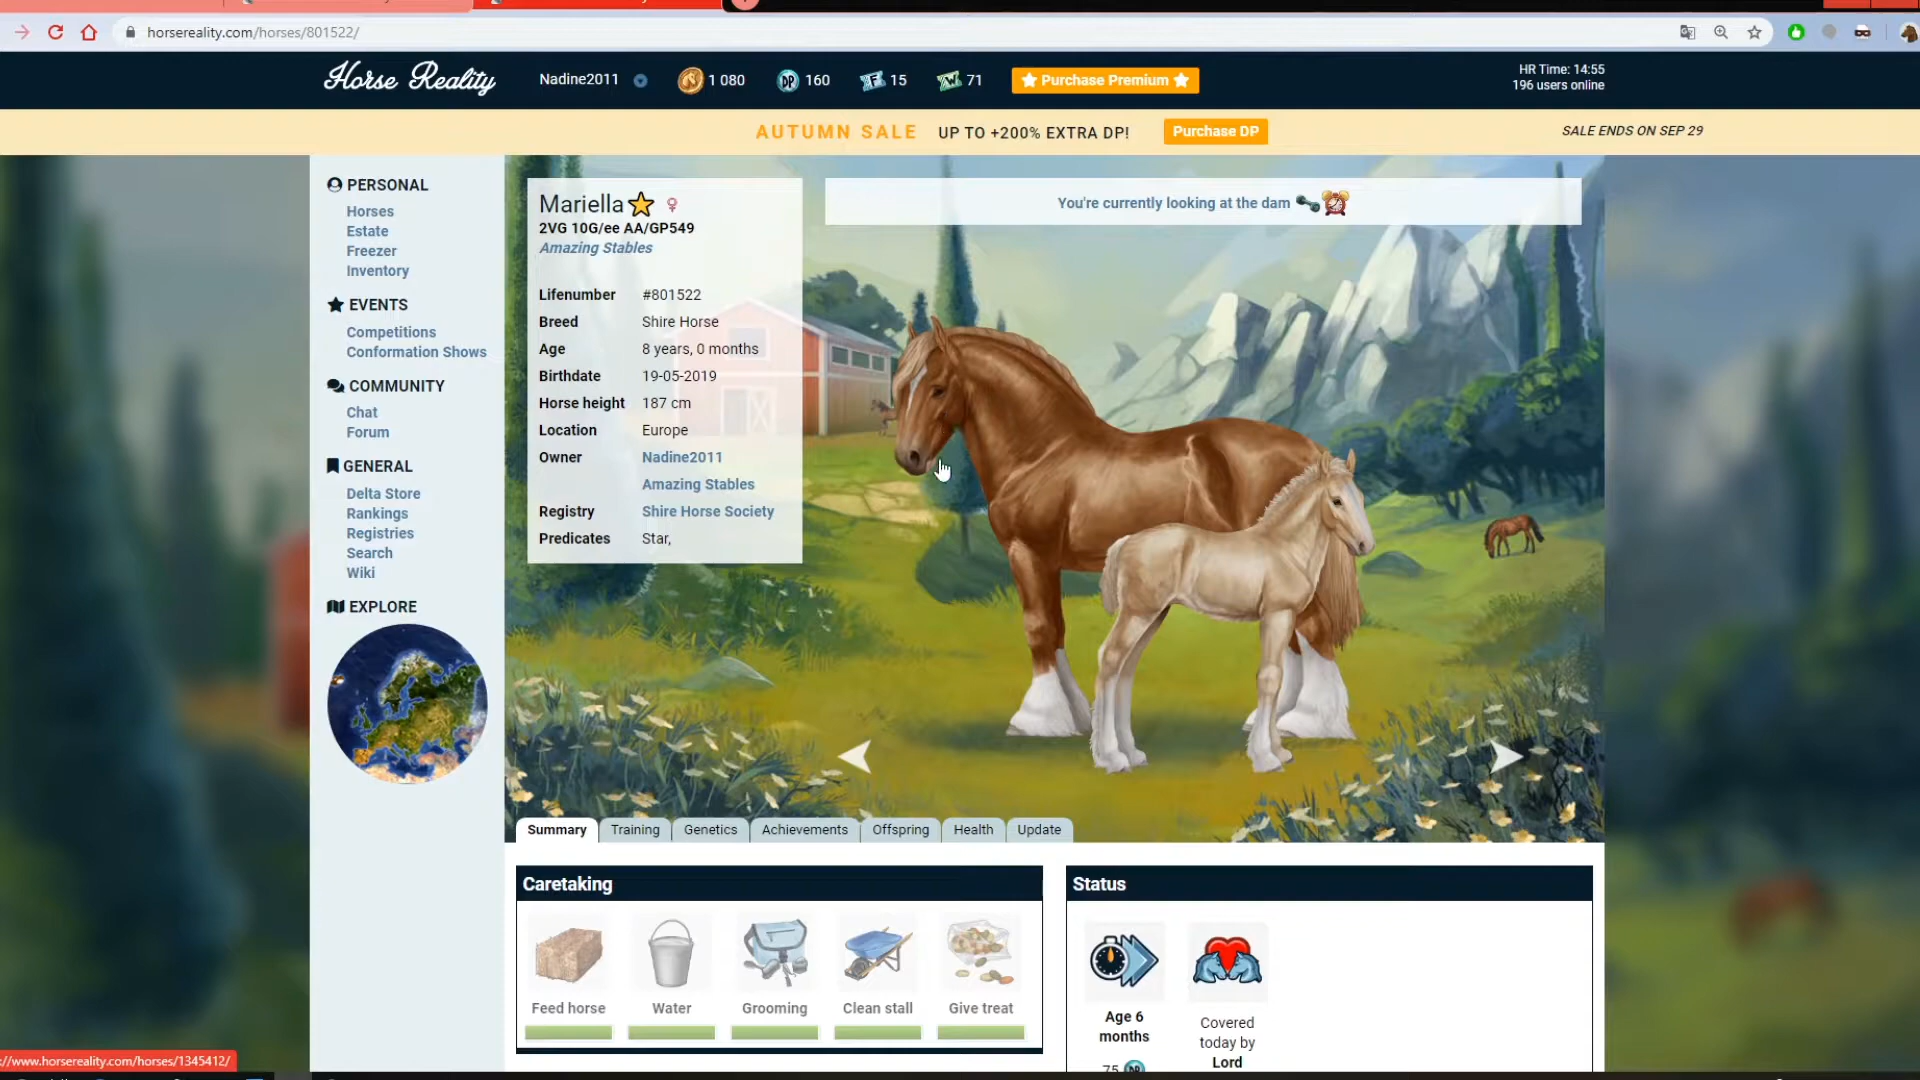 horsereality.com/horses/801522/
Horse Reality
Nadine2011
1 080
DP 160
F 15
M 71
Purchase Premium
HR Time: 14:55
196 users online
AUTUMN SALE UP TO +200% EXTRA DP!
Purchase DP
SALE ENDS ON SEP 29
PERSONAL
Horses
Estate
Freezer
Inventory
EVENTS
Competitions
Conformation Shows
COMMUNITY
Chat
Forum
GENERAL
Delta Store
Rankings
Registries
Search
Wiki
EXPLORE
Mariella
2VG 10G/ee AA/GP549
Amazing Stables
Lifenumber #801522
Breed Shire Horse
Age 8 years, 0 months
Birthdate 19-05-2019
Horse height 187 cm
Location Europe
Owner Nadine2011
Amazing Stables
Registry Shire Horse Society
Predicates Star,
You're currently looking at the dam
Summary Training Genetics Achievements Offspring Health Update
Caretaking
Feed horse
Water
Grooming
Clean stall
Give treat
Status
Age 6
months
75 DP
Covered
today by
Lord
://www.horsereality.com/horses/1345412/